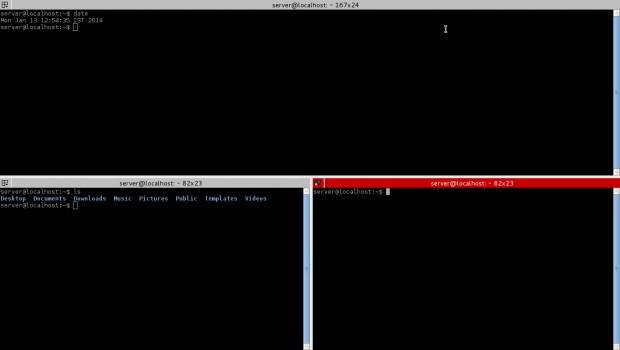 server@localhost: ~ 167x24
server@localhost:~$ date
Mon Jan 13 12:54:35 IST 2014
server@localhost:~$
server@localhost: ~ 82x23
server@localhost:~$ ls
Desktop Documents Downloads Music Pictures Public Templates Videos
server@localhost:~$
server@localhost: ~ 82x23
server@localhost:~$